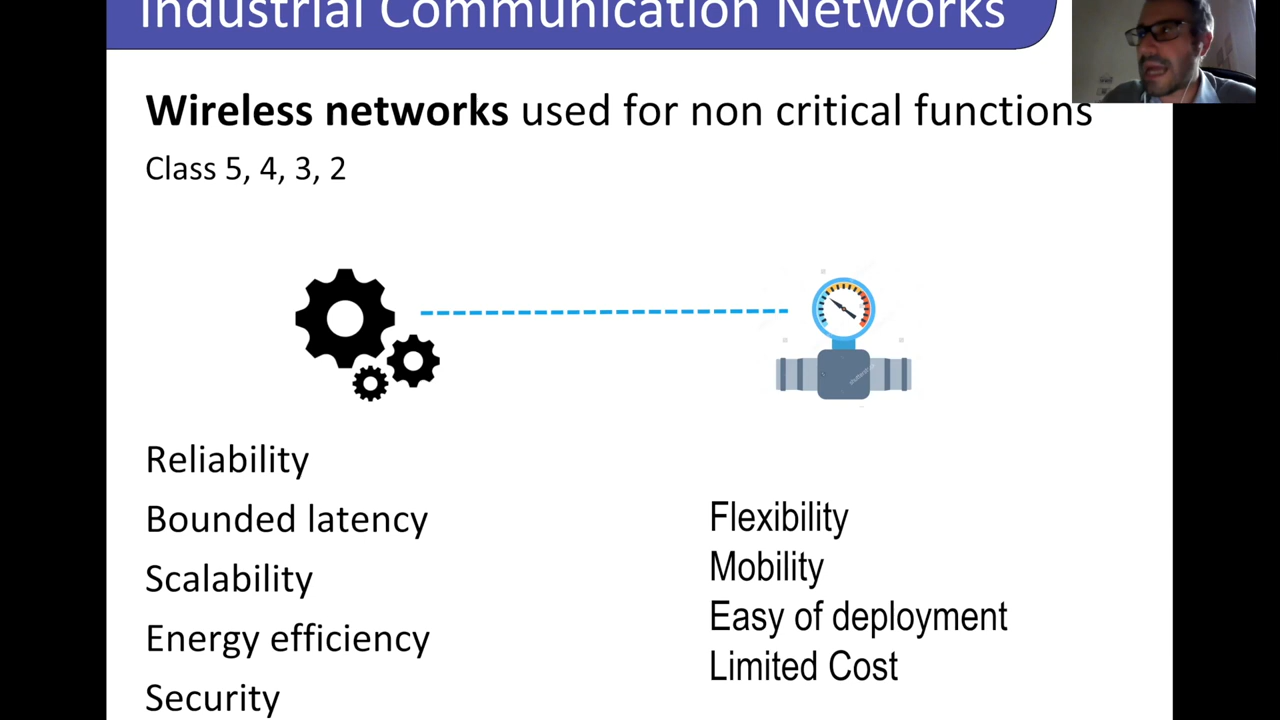 Industrial Communication Networks
Wireless networks used for non critical functions
Class 5, 4, 3, 2
Reliability
Bounded latency
Scalability
Energy efficiency
Security
Flexibility
Mobility
Easy of deployment
Limited Cost